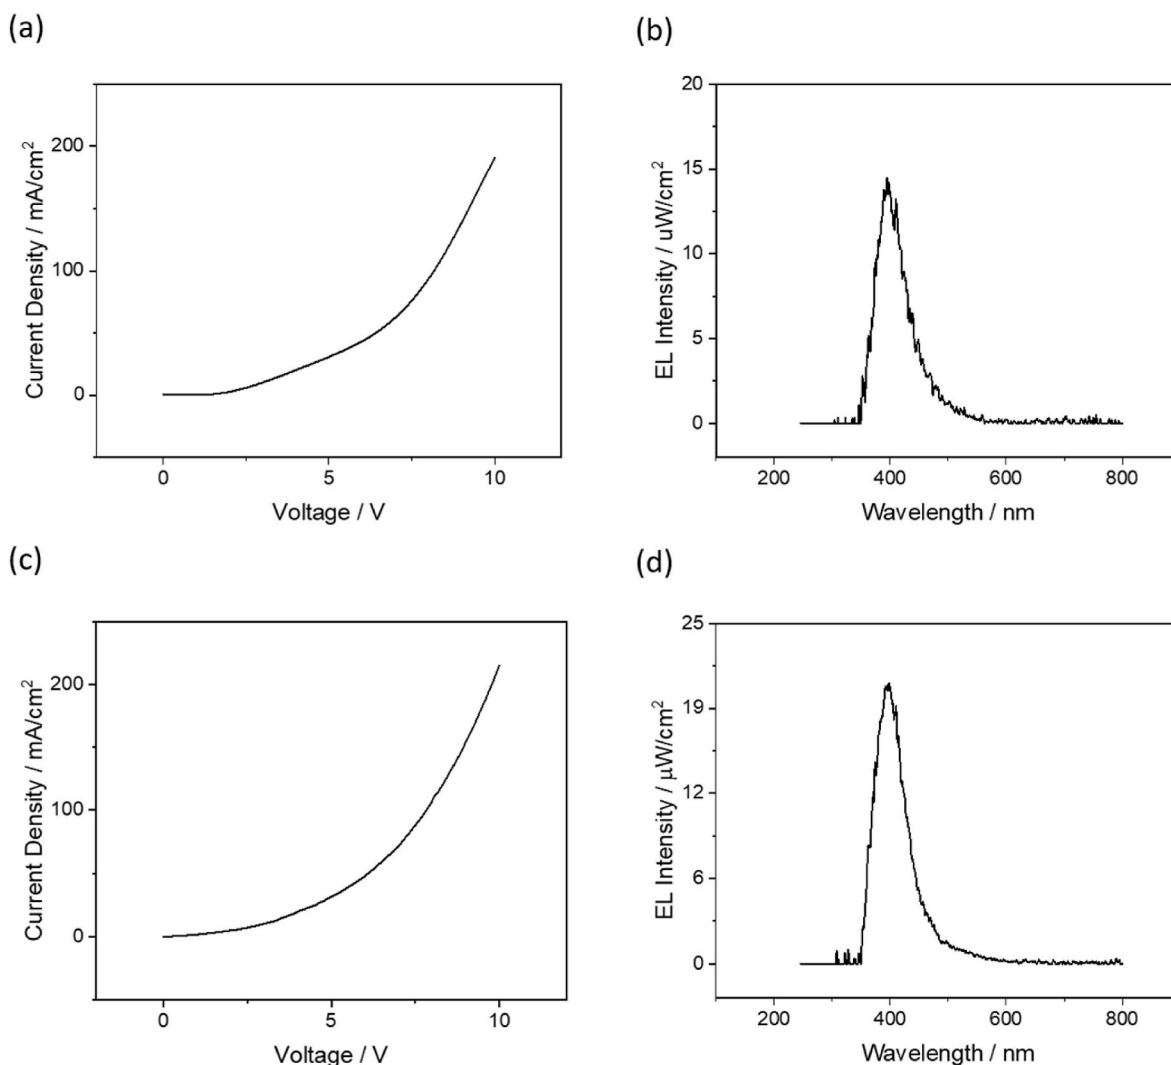 (a)
200
100
0
Current Density / mA/cm²
0 5 10
Voltage / V
(b)
20
15
10
5
0
EL Intensity / uW/cm²
200 400 600 800
Wavelength / nm
(c)
200
100
0
Current Density / mA/cm²
0 5 10
Voltage / V
(d)
25
19
12
6
0
EL Intensity / μW/cm²
200 400 600 800
Wavelength / nm